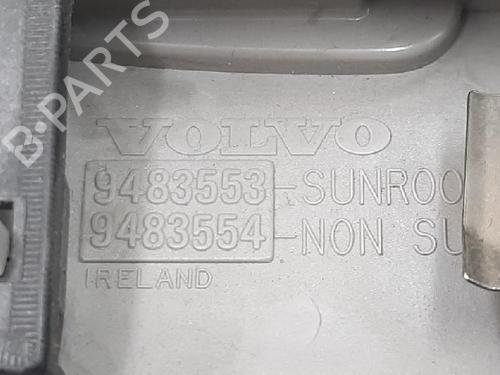 VOLVO
9483553-SUNROO
9483554-NON SU
IRELAND
B-PARTS